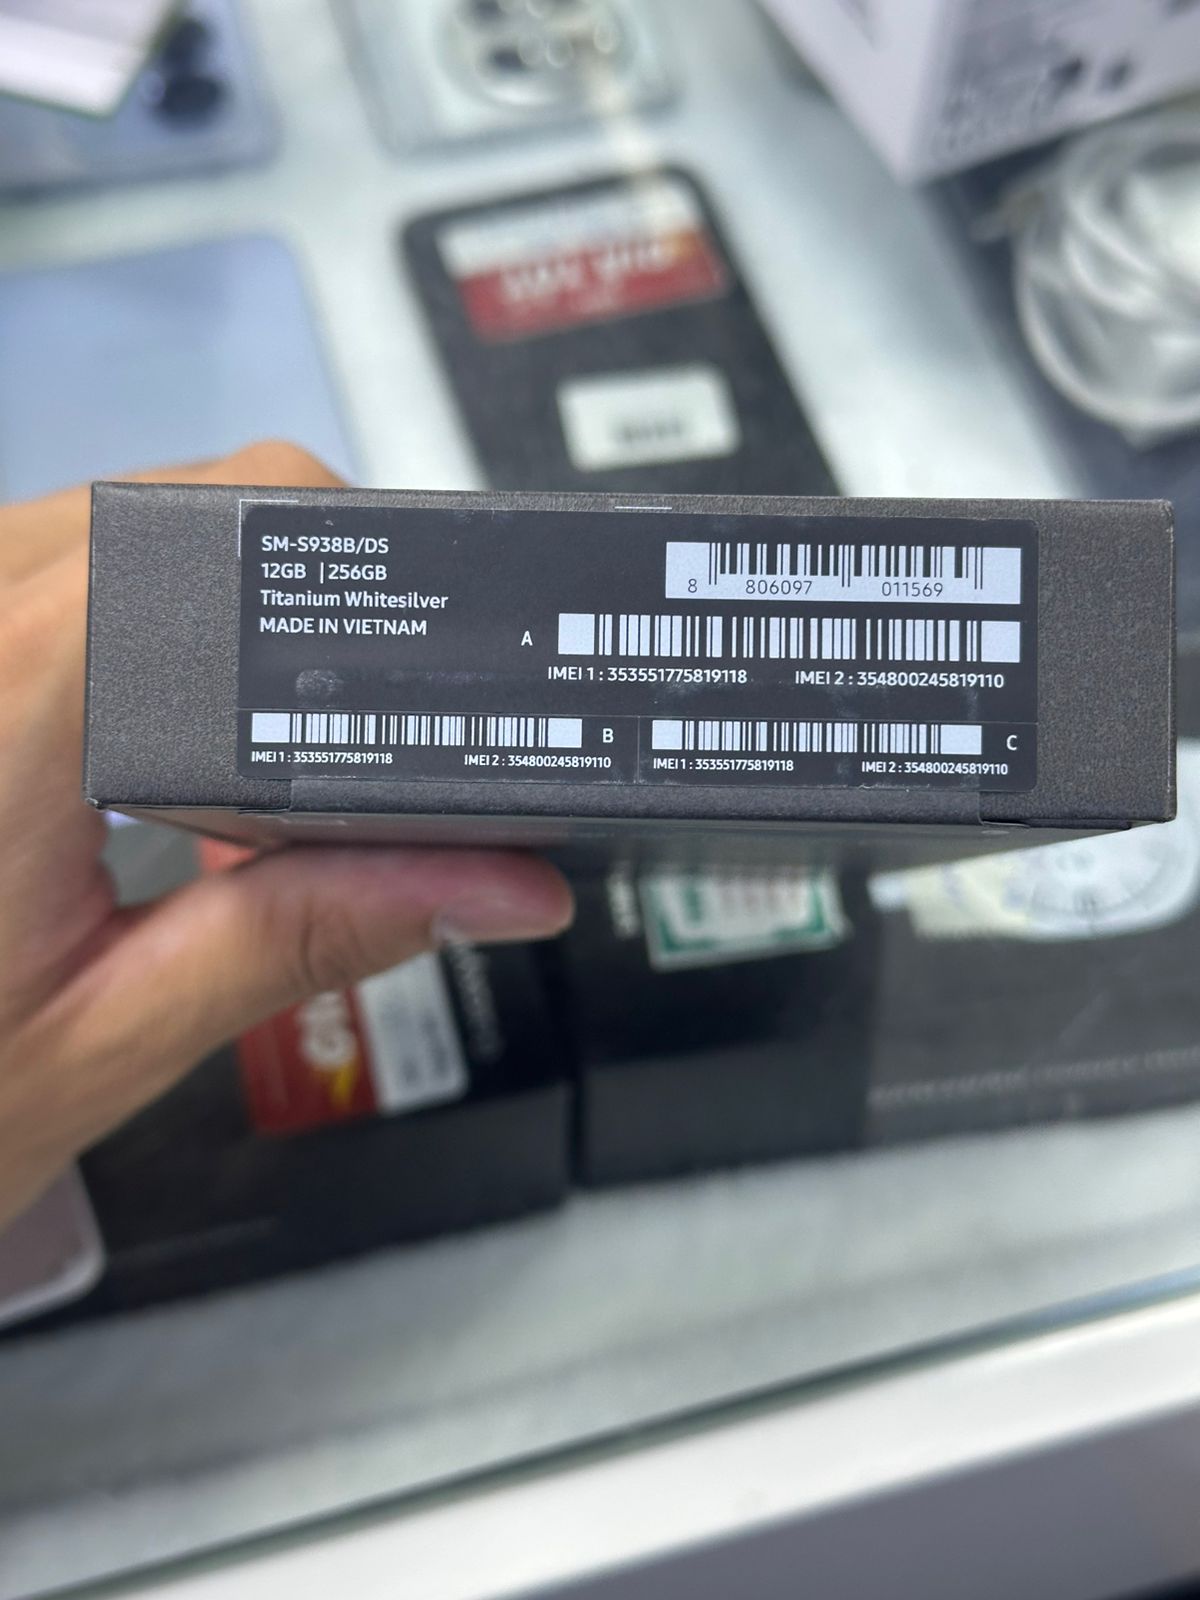 SM-S938B/DS
12GB | 256GB
Titanium Whitesilver
MADE IN VIETNAM
8 806097 011569
A
IMEI 1 : 353551775819118 IMEI 2 : 354800245819110
B
IMEI 1 : 353551775819118 IMEI 2 : 354800245819110
C
IMEI 1 : 353551775819118 IMEI 2 : 354800245819110